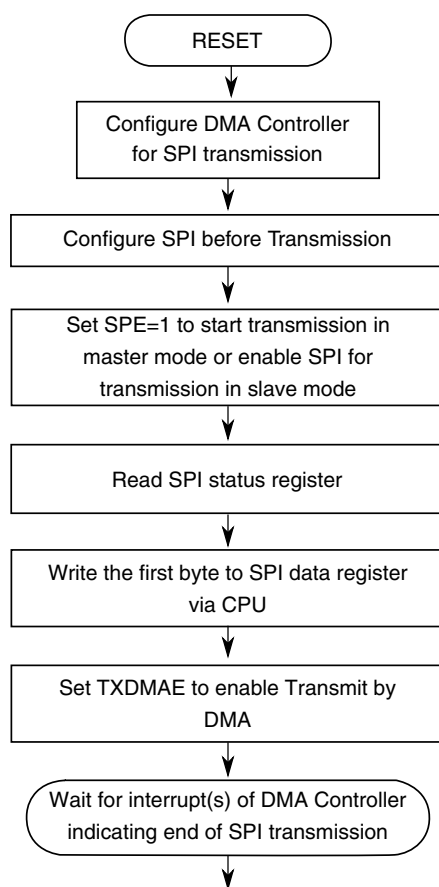 RESET
Configure DMA Controller
for SPI transmission
Configure SPI before Transmission
Set SPE=1 to start transmission in
master mode or enable SPI for
transmission in slave mode
Read SPI status register
Write the first byte to SPI data register
via CPU
Set TXDMAE to enable Transmit by
DMA
Wait for interrupt(s) of DMA Controller
indicating end of SPI transmission